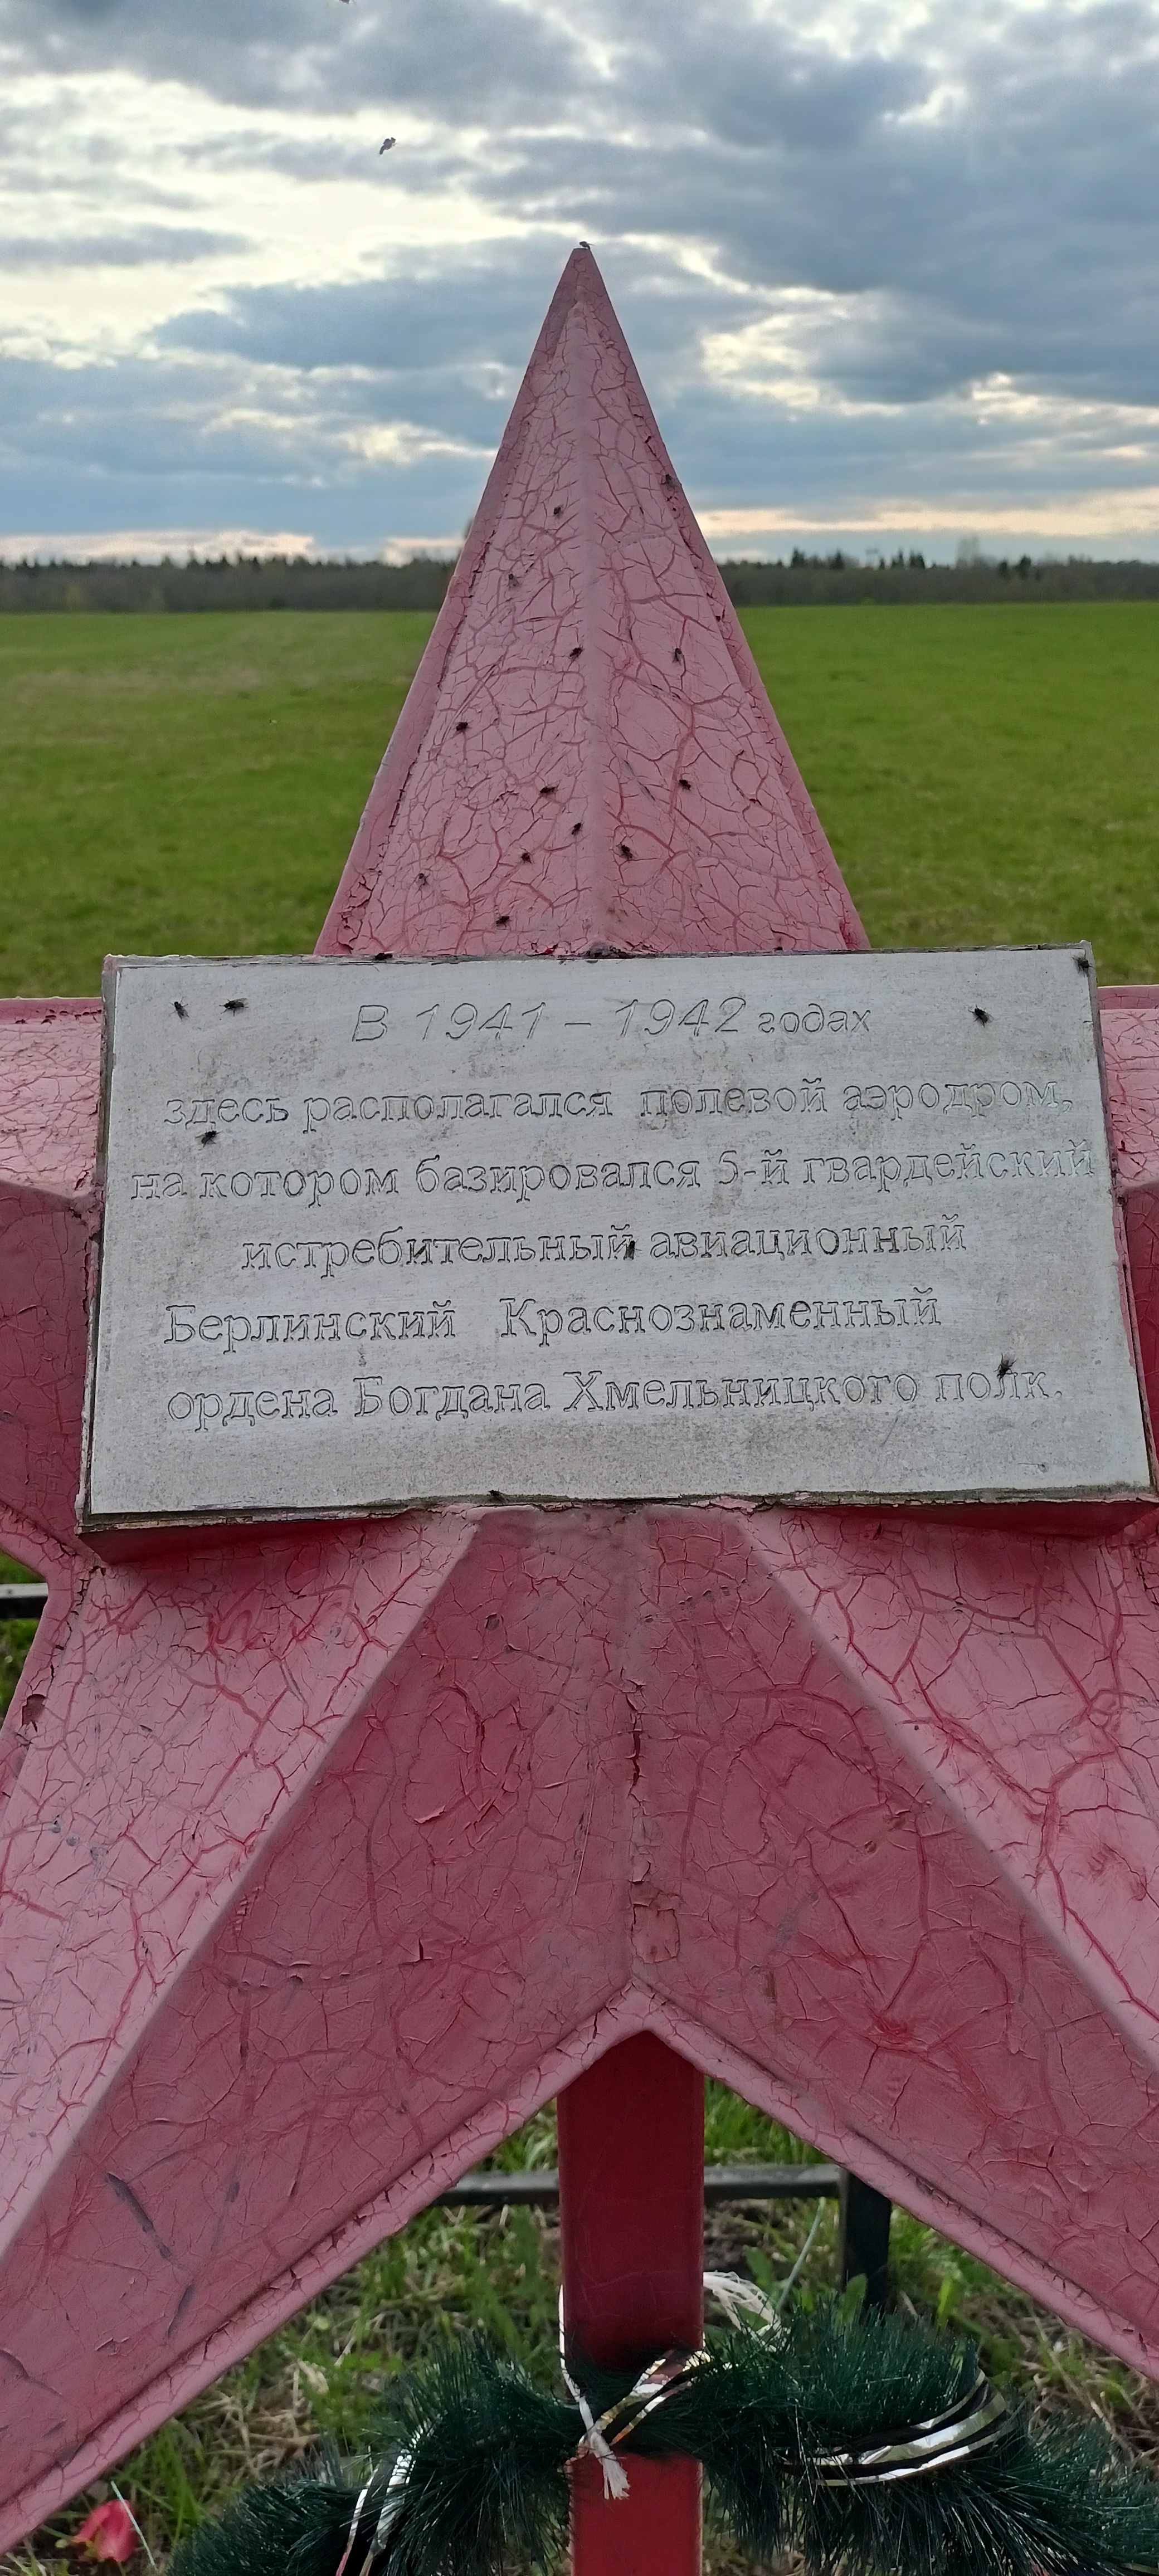 В 1941 – 1942 годах
здесь располагался полевой аэродром,
на котором базировался 5-й гвардейский
истребительный авиационный
Берлинский Краснознаменный
ордена Богдана Хмельницкого полк.